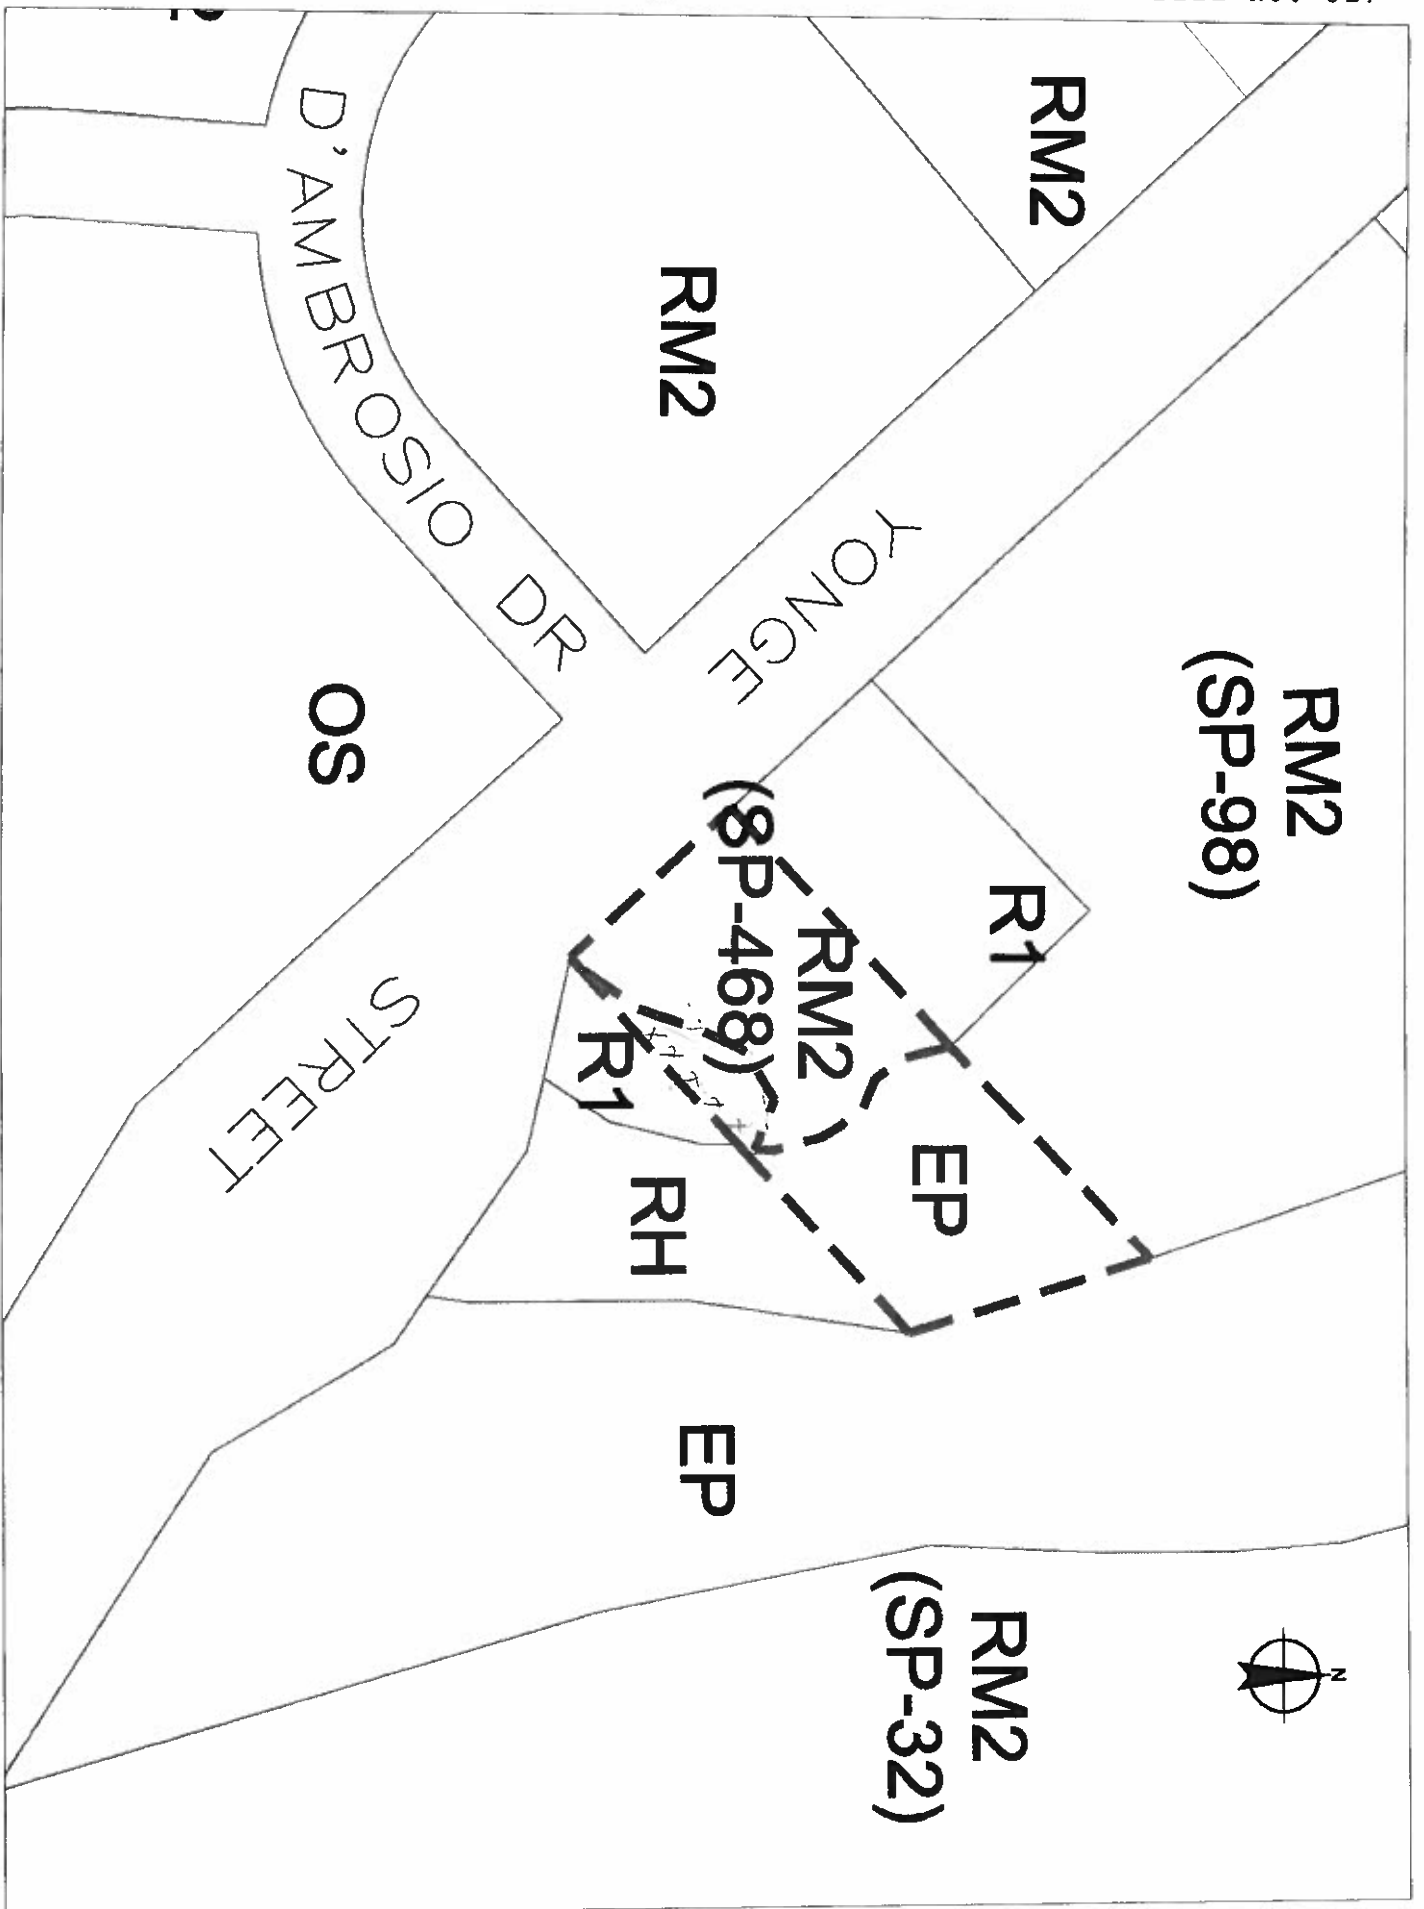 RM2
RM2
D'AMBROSIO DR
YONGE
STREET
RM2
(SP-98)
R1
OS
RM2
(SP-468)
R1
EP
RH
EP
RM2
(SP-32)
N